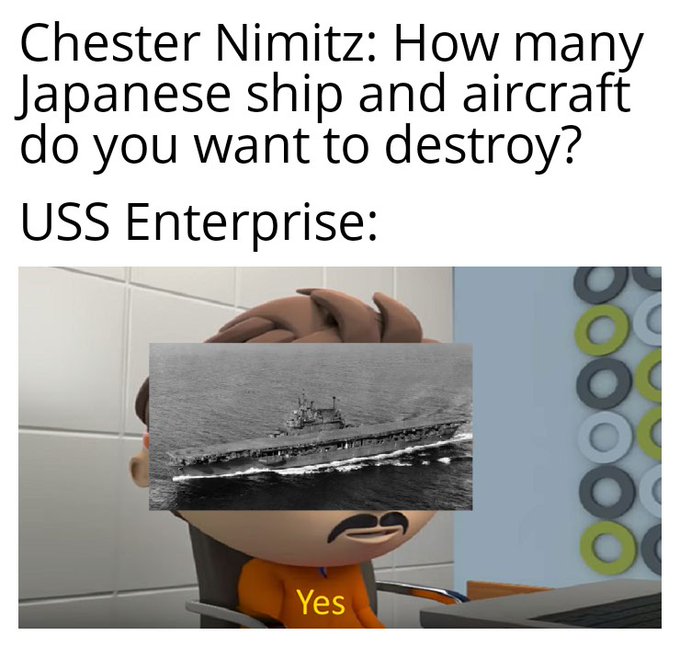 Chester Nimitz: How many
Japanese ship and aircraft
do you want to destroy?
USS Enterprise:
Yes